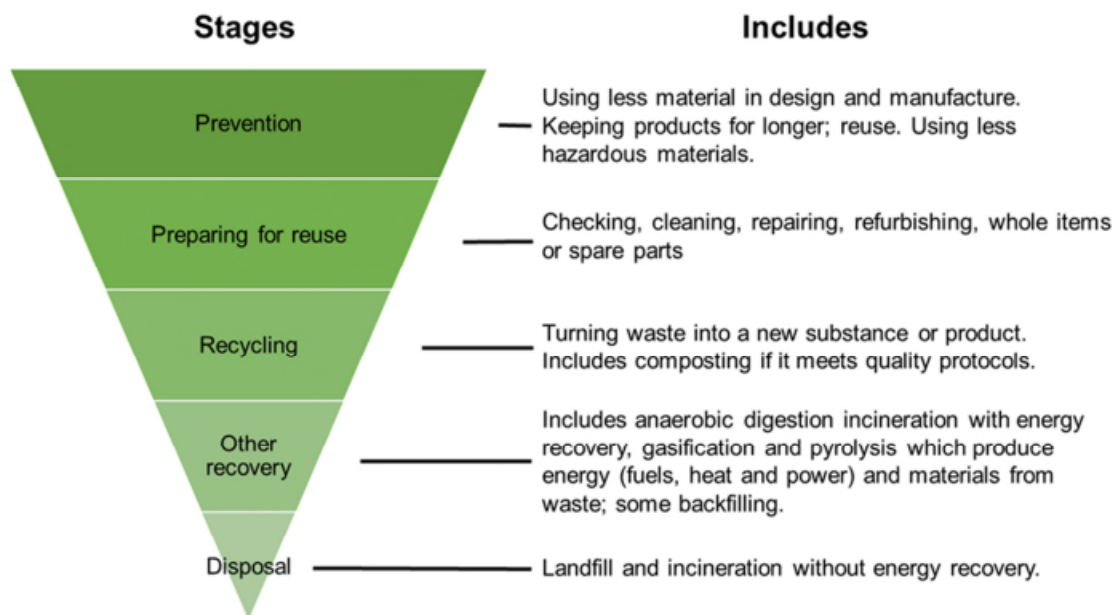 Stages
Includes
Prevention
Using less material in design and manufacture.
Keeping products for longer; reuse. Using less
hazardous materials.
Preparing for reuse
Checking, cleaning, repairing, refurbishing, whole items
or spare parts
Recycling
Turning waste into a new substance or product.
Includes composting if it meets quality protocols.
Other
recovery
Includes anaerobic digestion incineration with energy
recovery, gasification and pyrolysis which produce
energy (fuels, heat and power) and materials from
waste; some backfilling.
Disposal
Landfill and incineration without energy recovery.